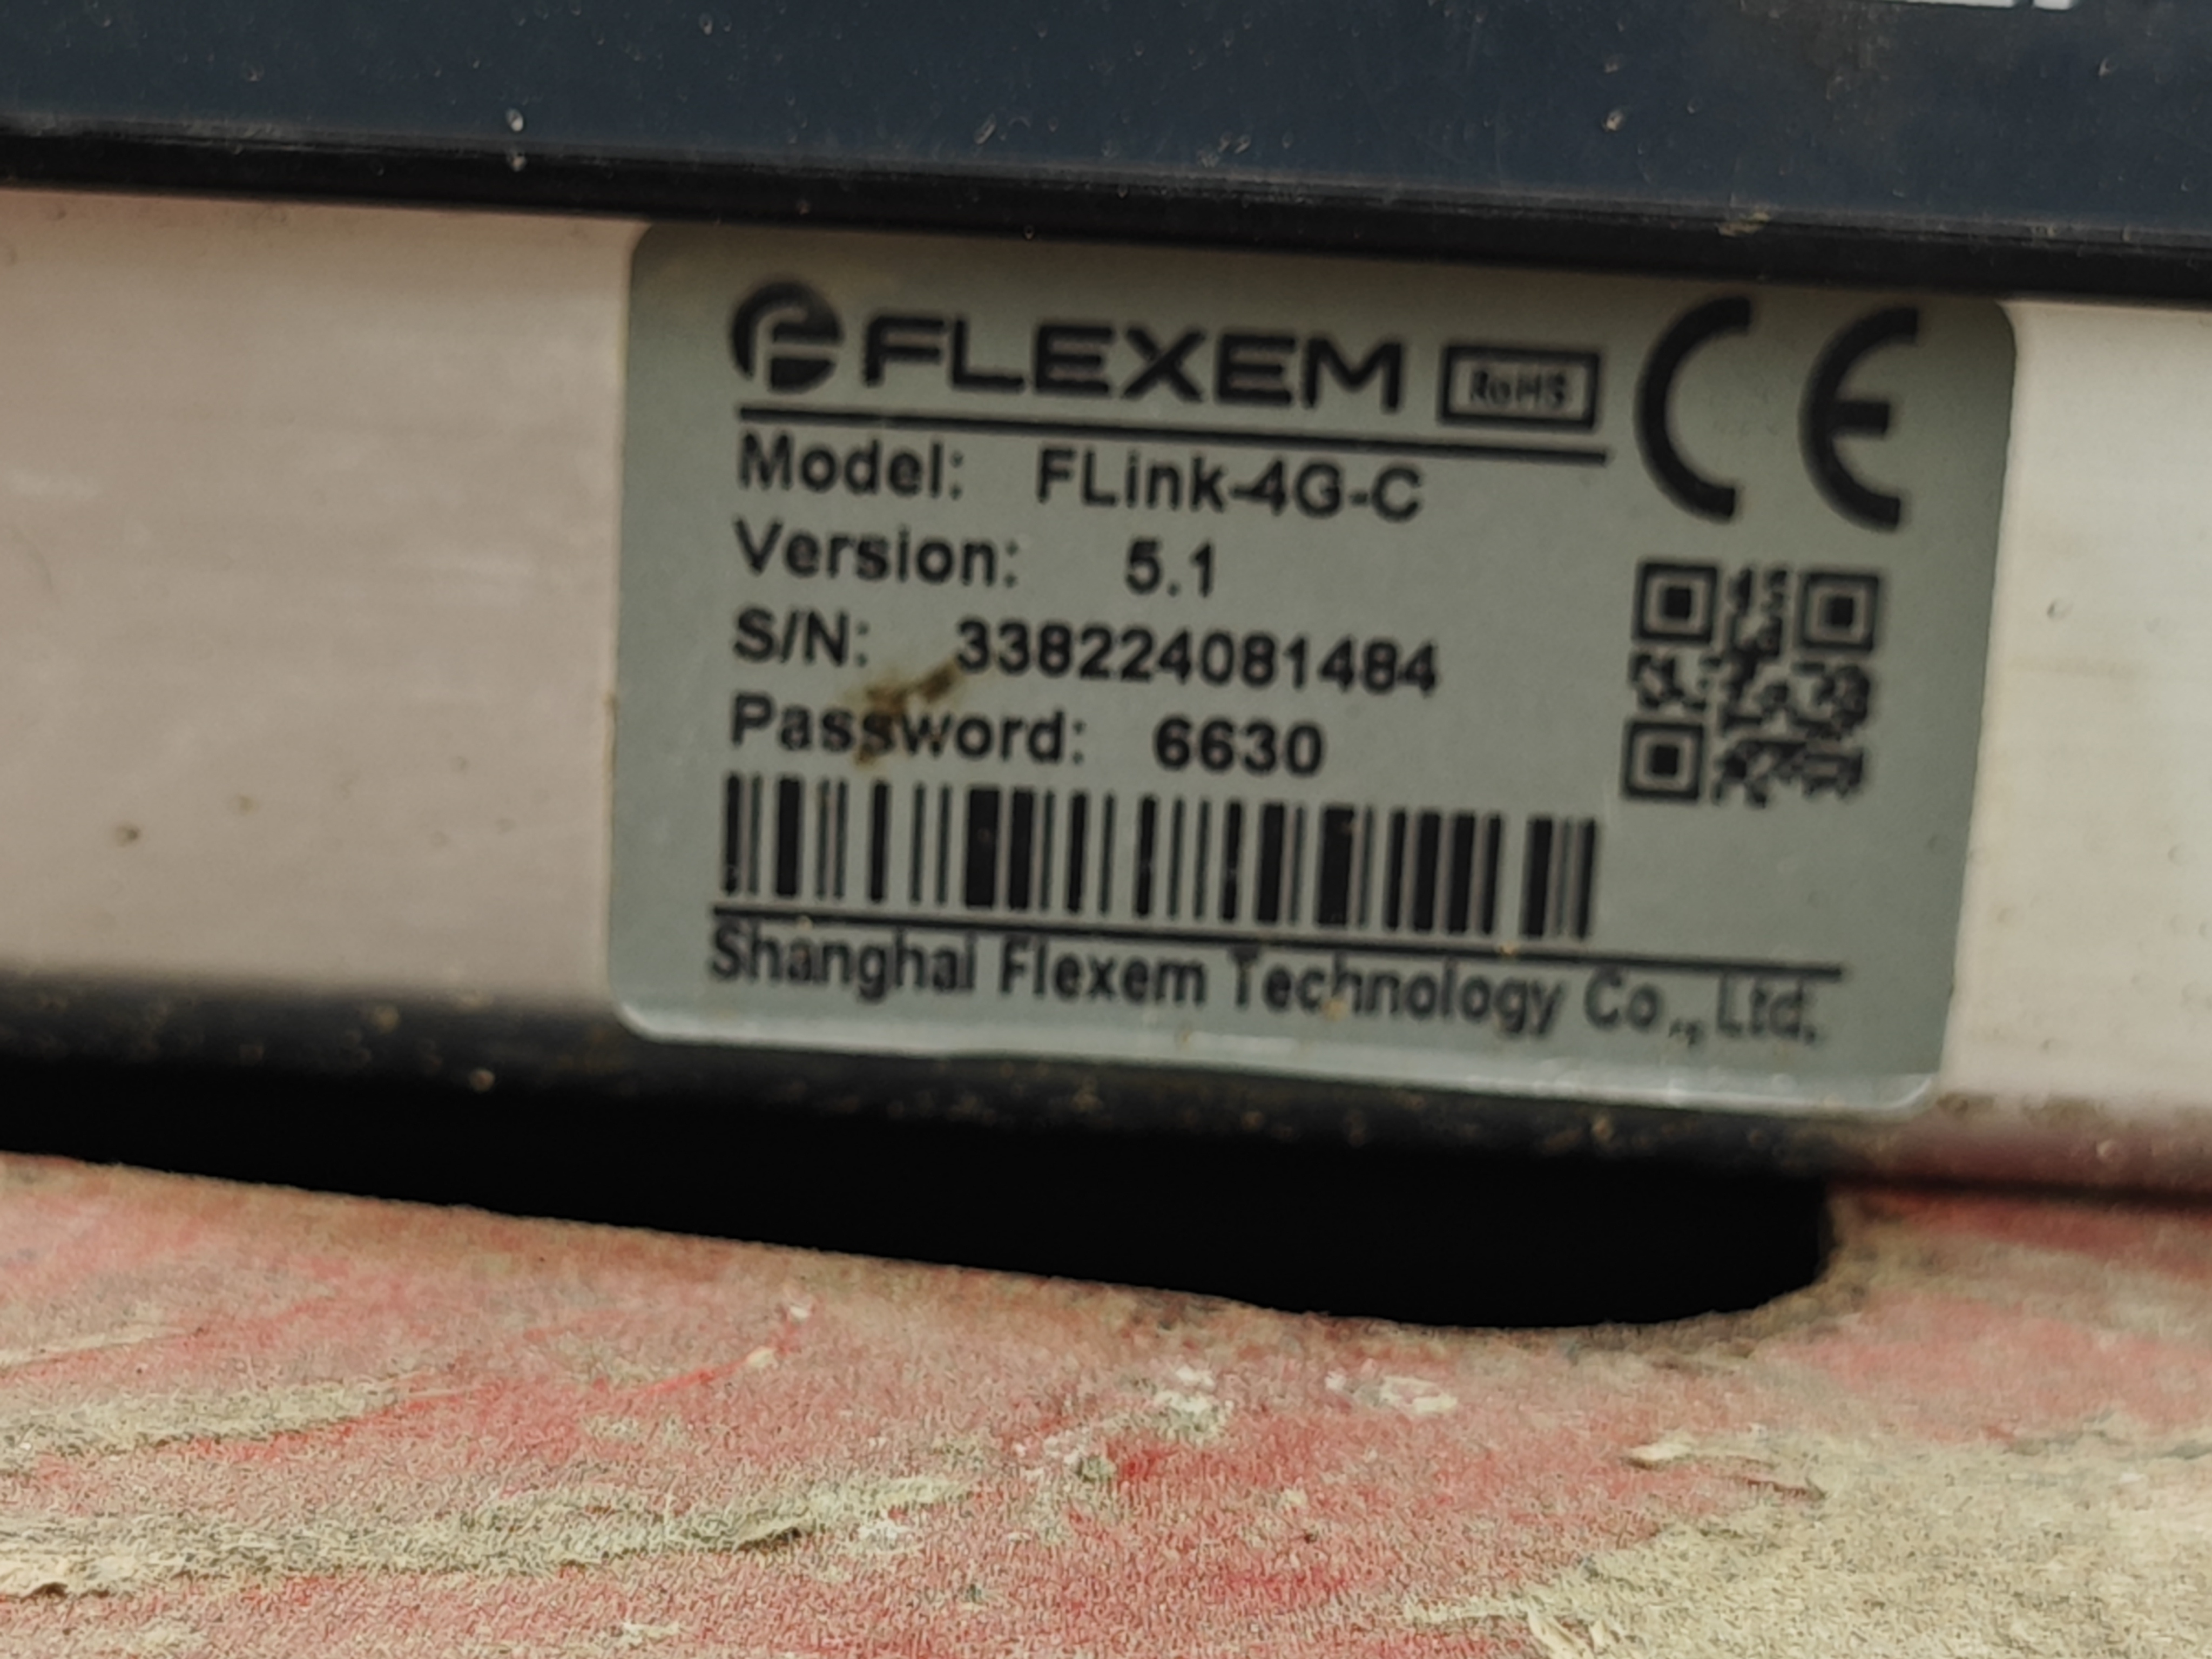 FLEXEM RoHS CE
Model: FLink-4G-C
Version: 5.1
S/N: 338224081484
Password: 6630
Shanghai Flexem Technology Co., Ltd.